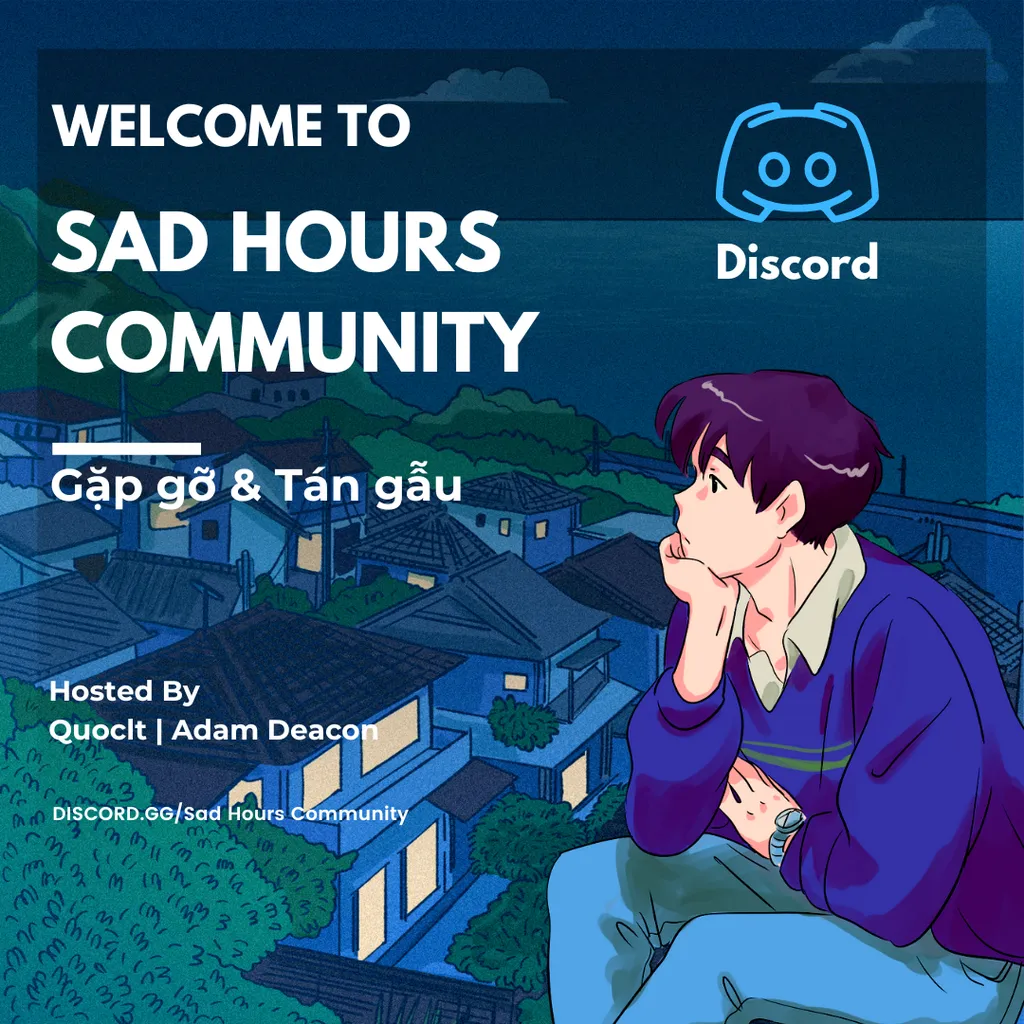 WELCOME TO
SAD HOURS
COMMUNITY
Discord
Gặp gỡ & Tán gẫu
Hosted By
Quoclt | Adam Deacon
DISCORD.GG/Sad Hours Community